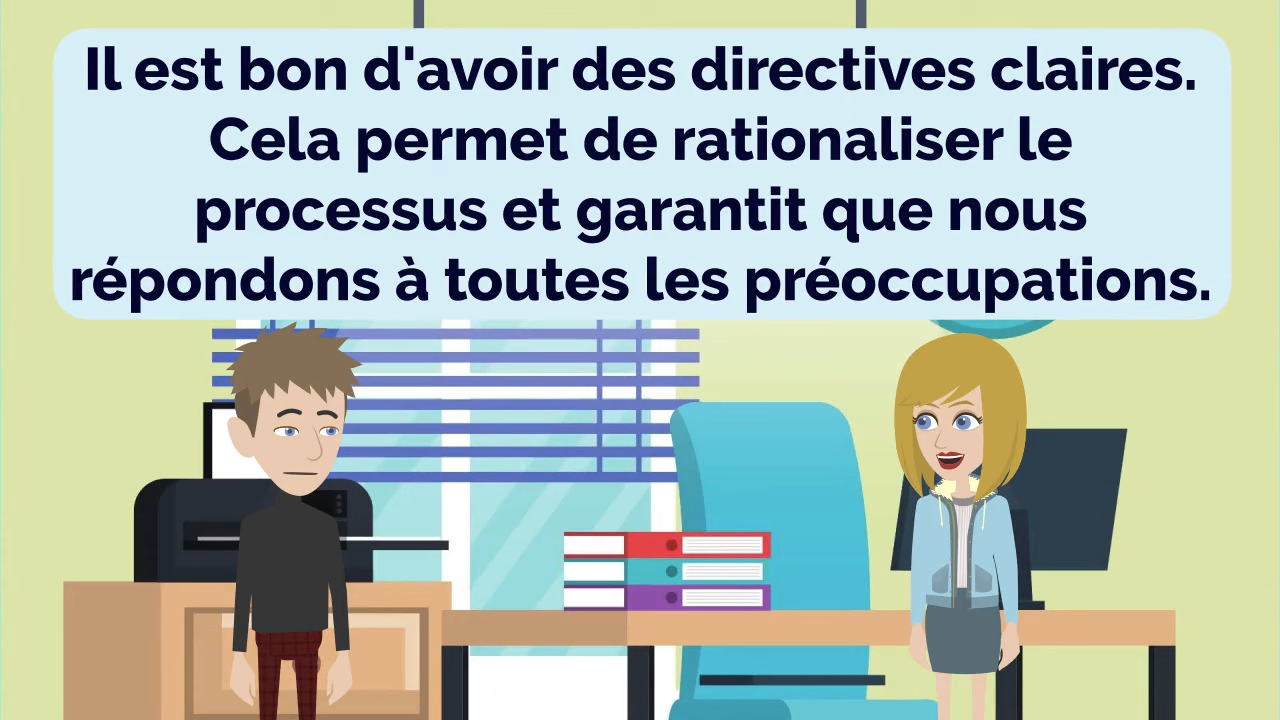 Il est bon d'avoir des directives claires.
Cela permet de rationaliser le
processus et garantit que nous
répondons à toutes les préoccupations.